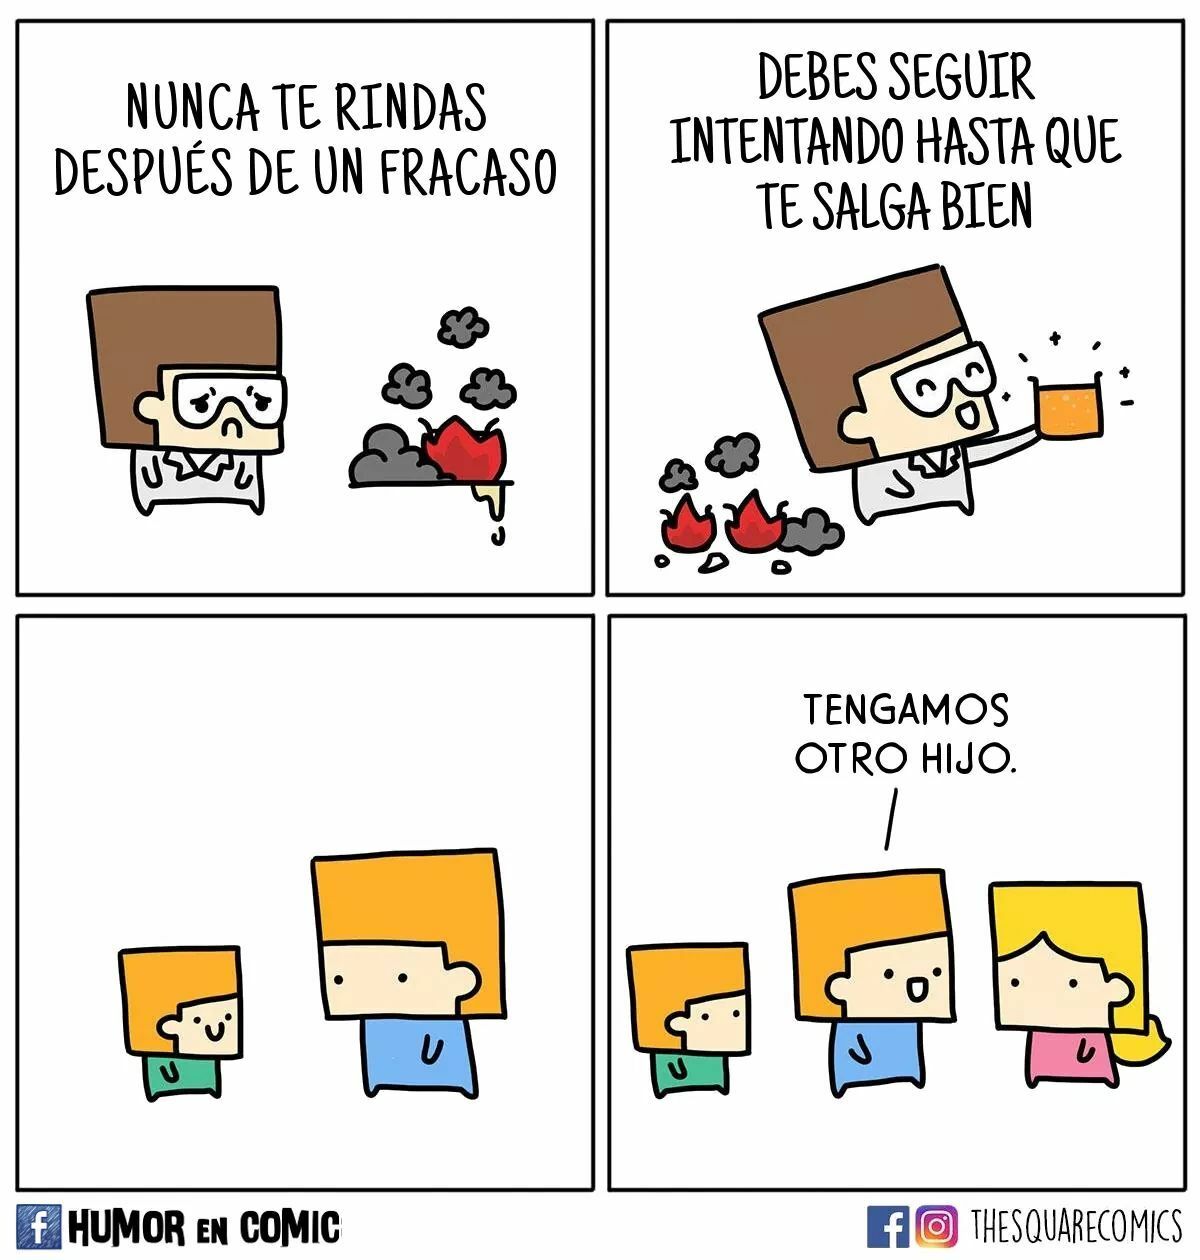 NUNCA TE RINDAS
DESPUÉS DE UN FRACASO
DEBES SEGUIR
INTENTANDO HASTA QUE
TE SALGA BIEN
TENGAMOS
OTRO HIJO.
f HUMOR EN COMIC
f THESQUARECOMICS